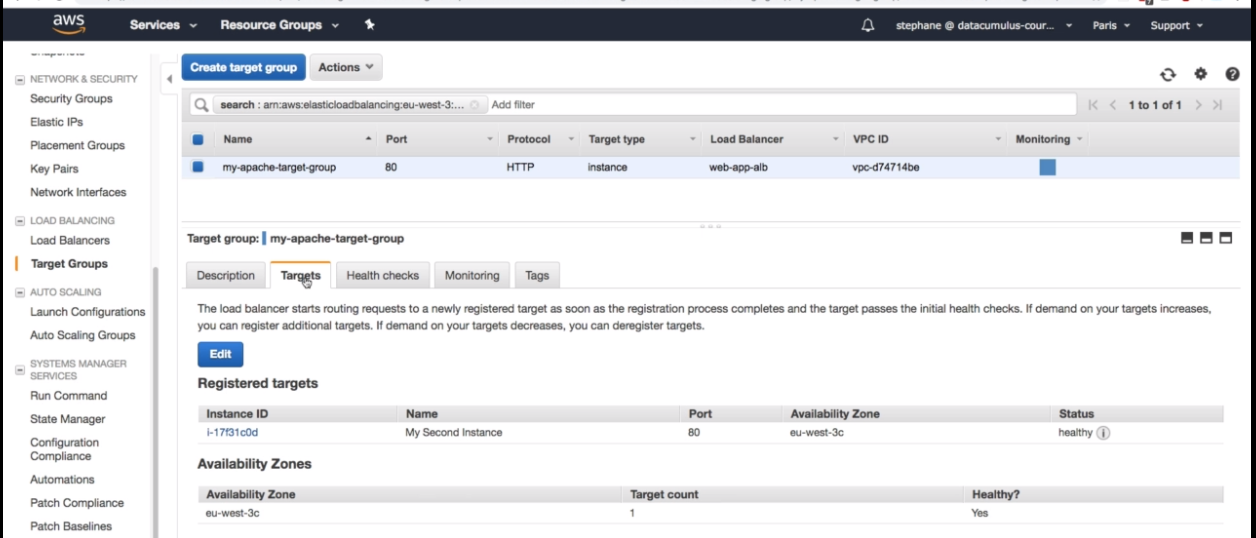 aws Services Resource Groups stephane @ datacumulus-cour... Paris Support
NETWORK & SECURITY
Security Groups
Elastic IPs
Placement Groups
Key Pairs
Network Interfaces
LOAD BALANCING
Load Balancers
Target Groups
AUTO SCALING
Launch Configurations
Auto Scaling Groups
SYSTEMS MANAGER
SERVICES
Run Command
State Manager
Configuration
Compliance
Automations
Patch Compliance
Patch Baselines
Create target group Actions
search : arn:aws:elasticloadbalancing:eu-west-3:... Add filter 1 to 1 of 1
Name Port Protocol Target type Load Balancer VPC ID Monitoring
my-apache-target-group 80 HTTP instance web-app-alb vpc-d74714be
Target group: my-apache-target-group
Description Targets Health checks Monitoring Tags
The load balancer starts routing requests to a newly registered target as soon as the registration process completes and the target passes the initial health checks. If demand on your targets increases,
you can register additional targets. If demand on your targets decreases, you can deregister targets.
Edit
Registered targets
Instance ID Name Port Availability Zone Status
i-17f31c0d My Second Instance 80 eu-west-3c healthy
Availability Zones
Availability Zone Target count Healthy?
eu-west-3c 1 Yes